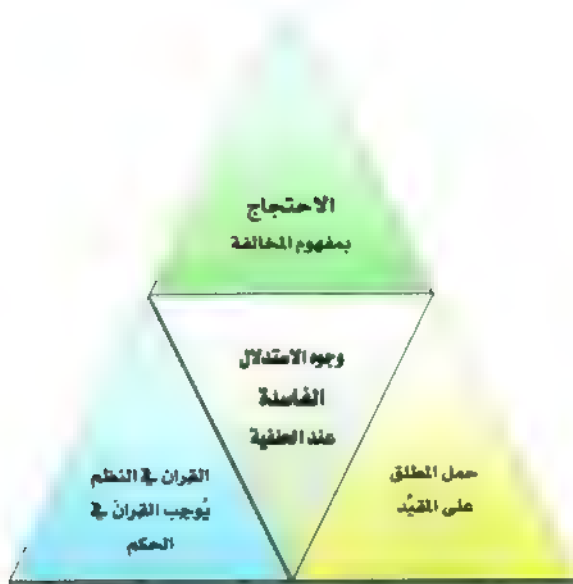 الاحتجاج
بمفهوم المخالفة
وجوه الاستدلال
الفاسدة
عند الحنفية
القران في النظم
يُوجب القرانَ في
الحكم
حمل المطلق
على المقيَّد